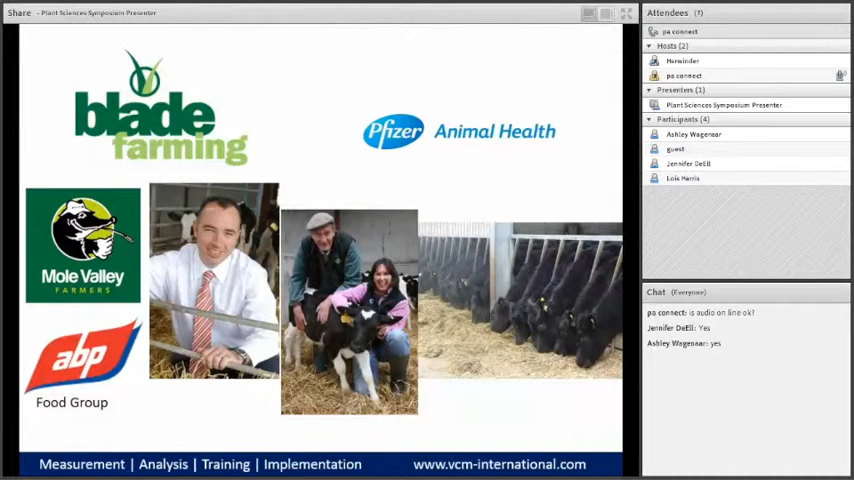 Share - Plant Sciences Symposium Presenter
blade
farming
Pfizer Animal Health
Mole Valley
FARMERS
abp
Food Group
Measurement | Analysis | Training | Implementation
www.vcm-international.com
Attendees (7)
pa connect
Hosts (2)
Herwinder
pa connect
Presenters (1)
Plant Sciences Symposium Presenter
Participants (4)
Ashley Wagenaar
guest
Jennifer DeEll
Lois Harris
Chat (Everyone)
pa connect: is audio on line ok?
Jennifer DeEll: Yes
Ashley Wagenaar: yes